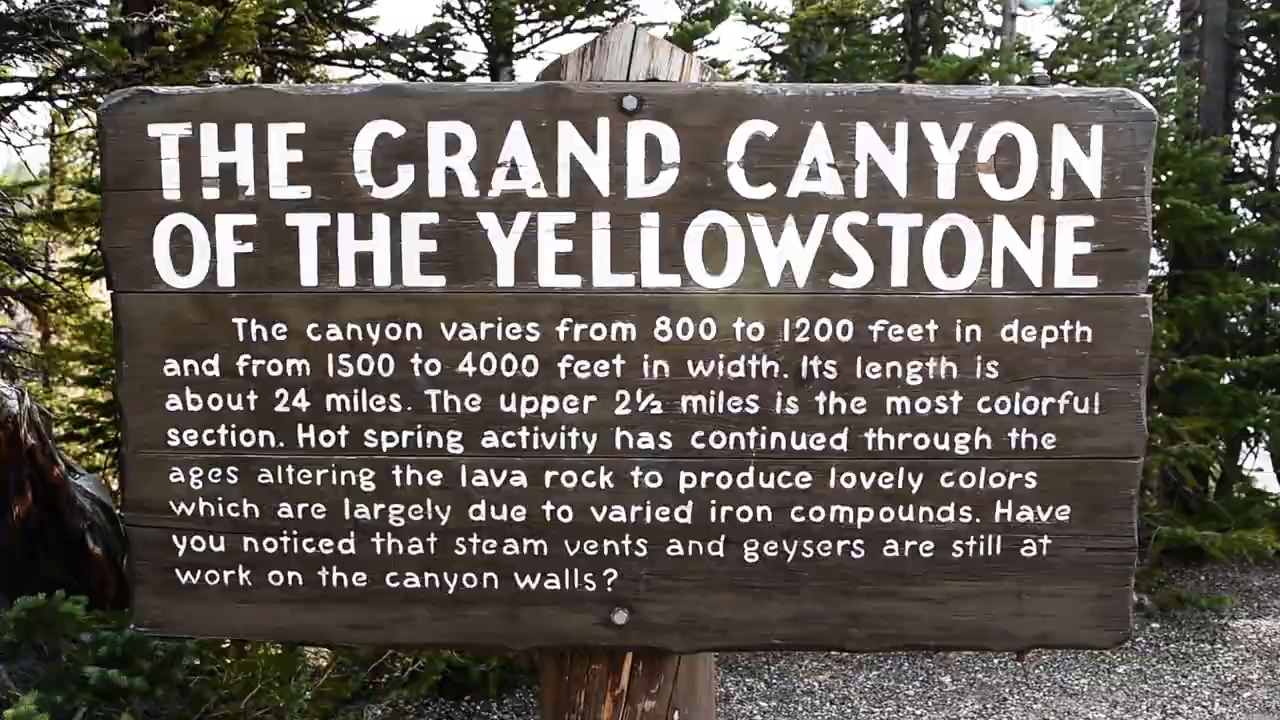 THE GRAND CANYON
OF THE YELLOWSTONE
The canyon varies from 800 to 1200 feet in depth
and from 1500 to 4000 feet in width. Its length is
about 24 miles. The upper 2½ miles is the most colorful
section. Hot spring activity has continued through the
ages altering the lava rock to produce lovely colors
which are largely due to varied iron compounds. Have
you noticed that steam vents and geysers are still at
work on the canyon walls?